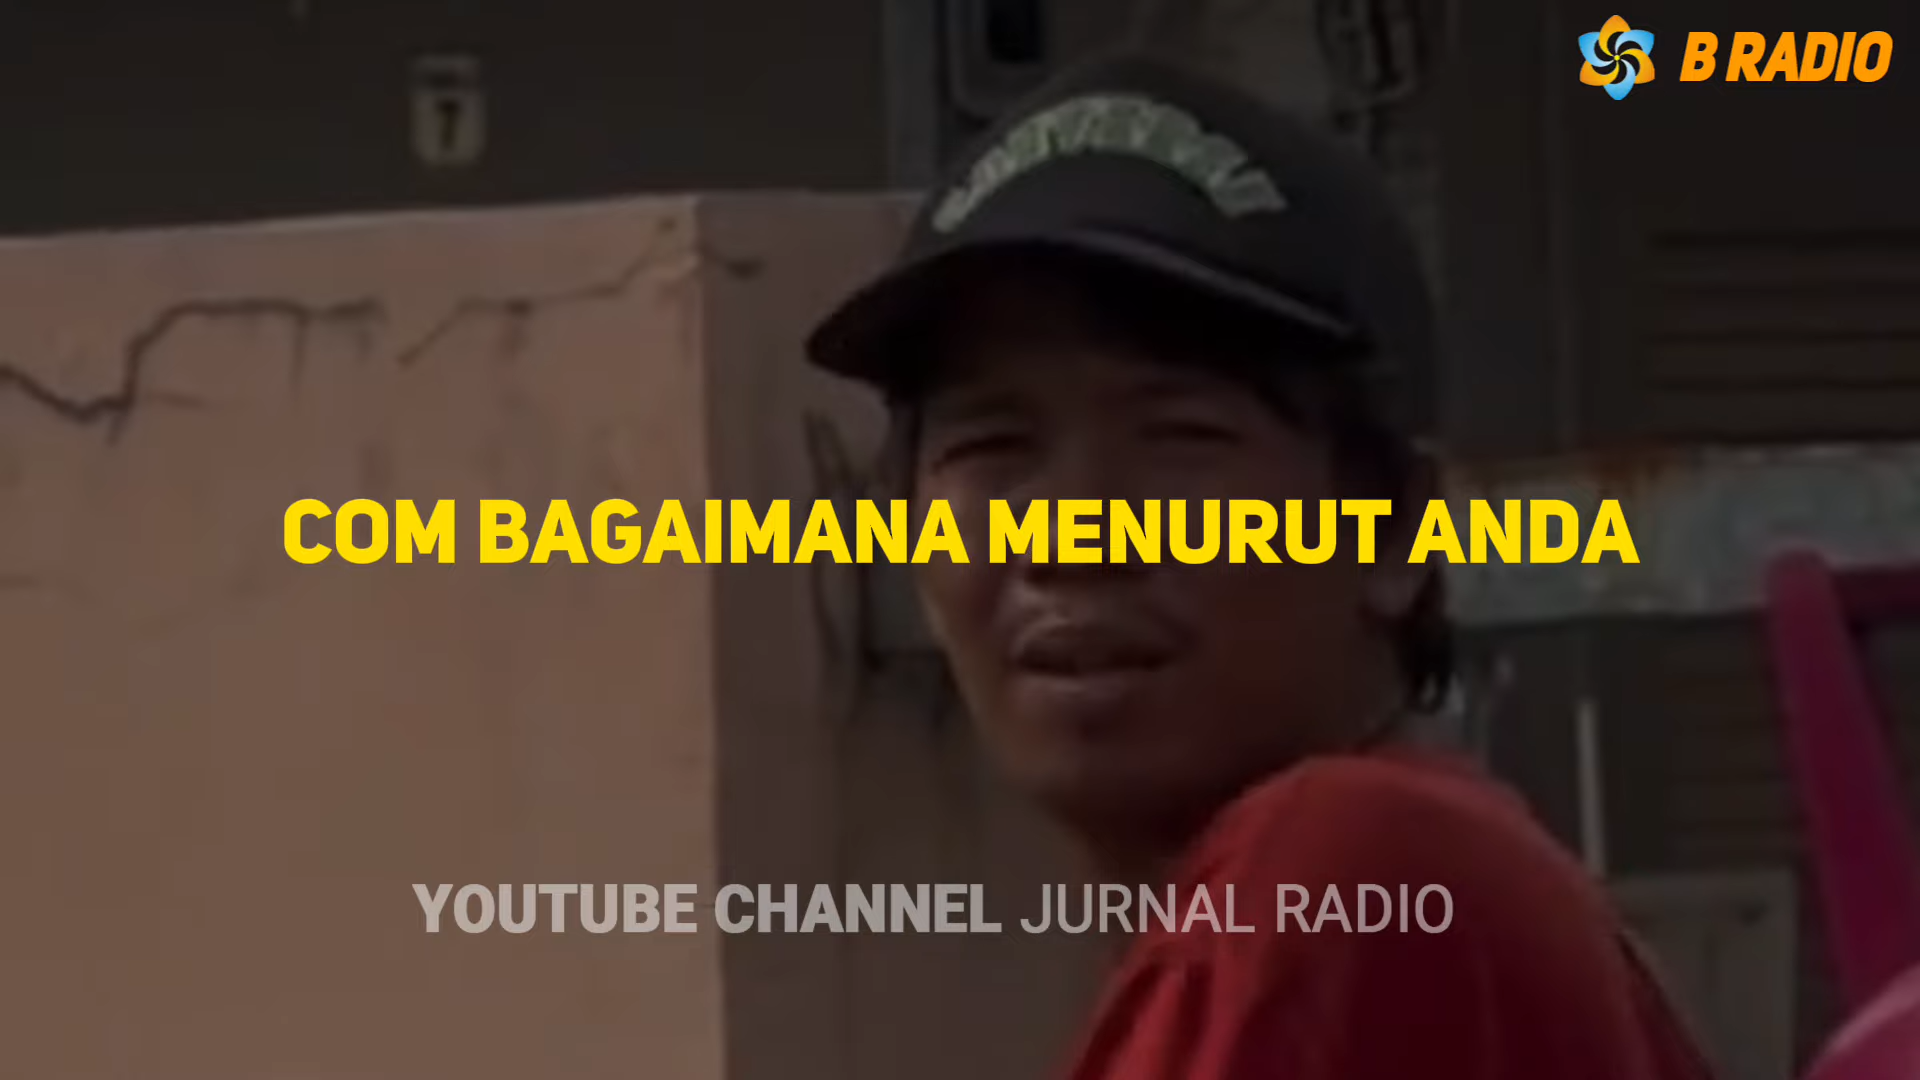 B RADIO
COM BAGAIMANA MENURUT ANDA
YOUTUBE CHANNEL JURNAL RADIO